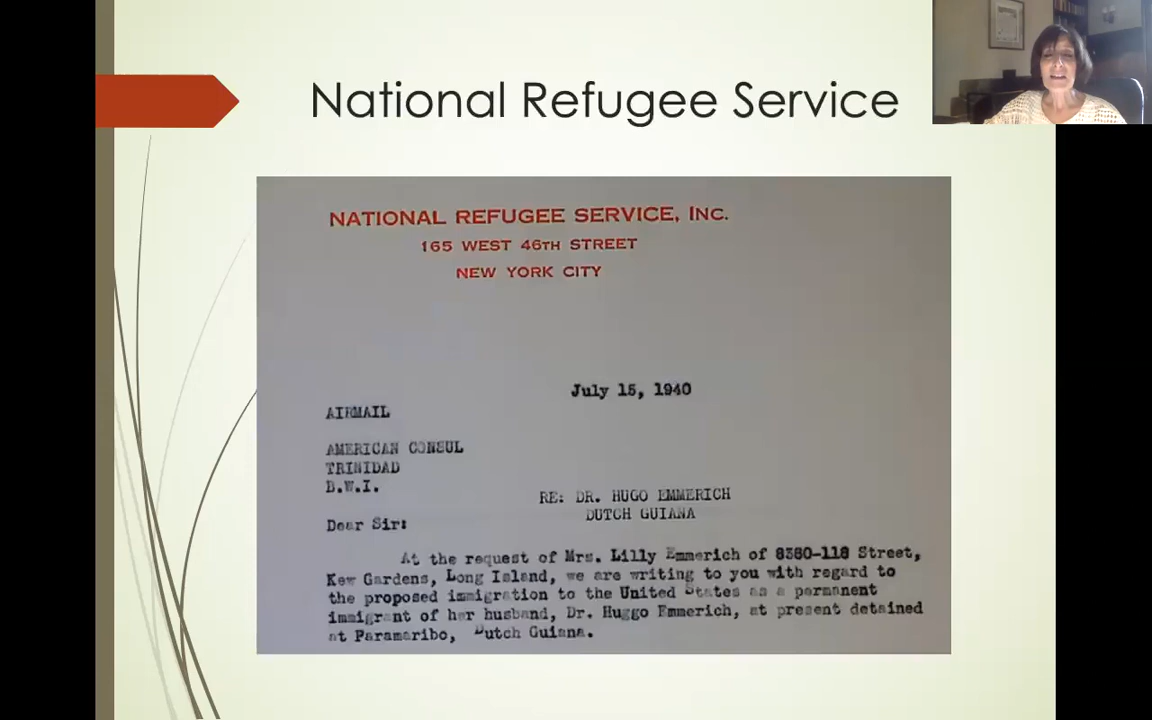 National Refugee Service
NATIONAL REFUGEE SERVICE, INC.
165 WEST 46TH STREET
NEW YORK CITY
July 15, 1940
AIRMAIL
AMERICAN CONSUL
TRINIDAD
B.W.I.
RE: DR. HUGO EMMERICH
DUTCH GUIANA
Dear Sir:
At the request of Mrs. Lilly Emmerich of 8380-118 Street,
Kew Gardens, Long Island, we are writing to you with regard to
the proposed immigration to the United States as a permanent
immigrant of her husband, Dr. Huggo Emmerich, at present detained
at Paramaribo, Dutch Guiana.